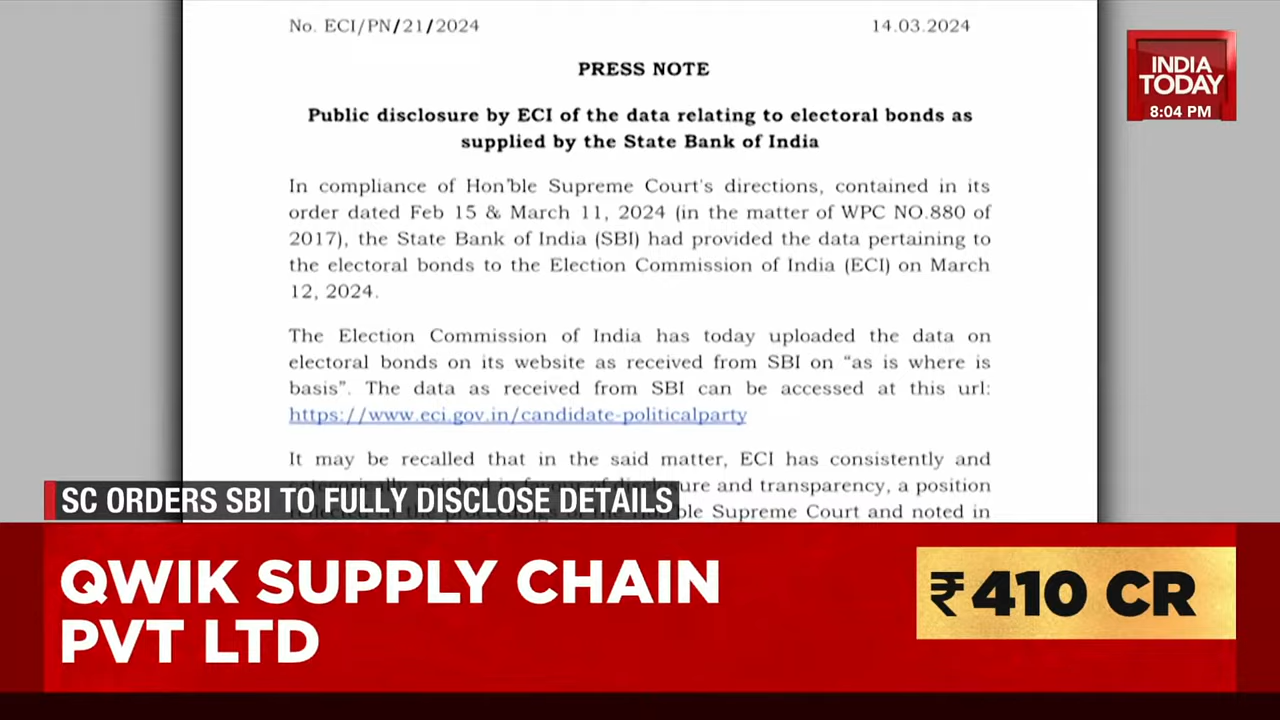 No. ECI/PN/21/2024 14.03.2024
PRESS NOTE
Public disclosure by ECI of the data relating to electoral bonds as
supplied by the State Bank of India
In compliance of Hon'ble Supreme Court's directions, contained in its
order dated Feb 15 & March 11, 2024 (in the matter of WPC NO.880 of
2017), the State Bank of India (SBI) had provided the data pertaining to
the electoral bonds to the Election Commission of India (ECI) on March
12, 2024.
The Election Commission of India has today uploaded the data on
electoral bonds on its website as received from SBI on “as is where is
basis”. The data as received from SBI can be accessed at this url:
https://www.eci.gov.in/candidate-politicalparty
It may be recalled that in the said matter, ECI has consistently and
and transparency, a position
Supreme Court and noted in
INDIA
TODAY
8:04 PM
SC ORDERS SBI TO FULLY DISCLOSE DETAILS
QWIK SUPPLY CHAIN
PVT LTD
₹410 CR